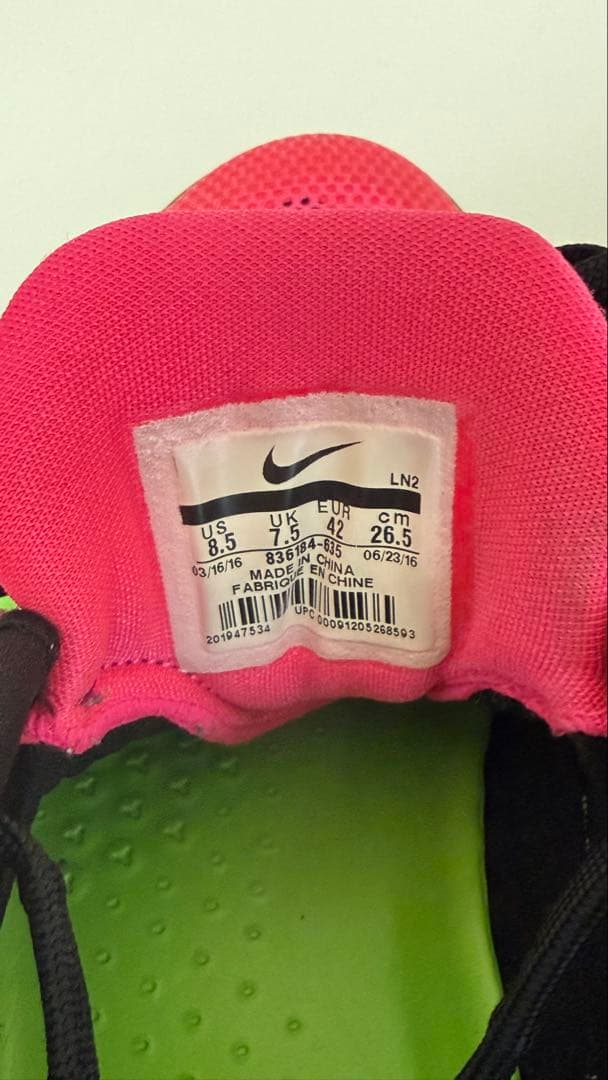 LN2
US UK EUR cm
8.5 7.5 42 26.5
03/16/16 836184-635 06/23/16
MADE IN CHINA
FABRIQUE EN CHINE
201947534 UPC 00091205268593